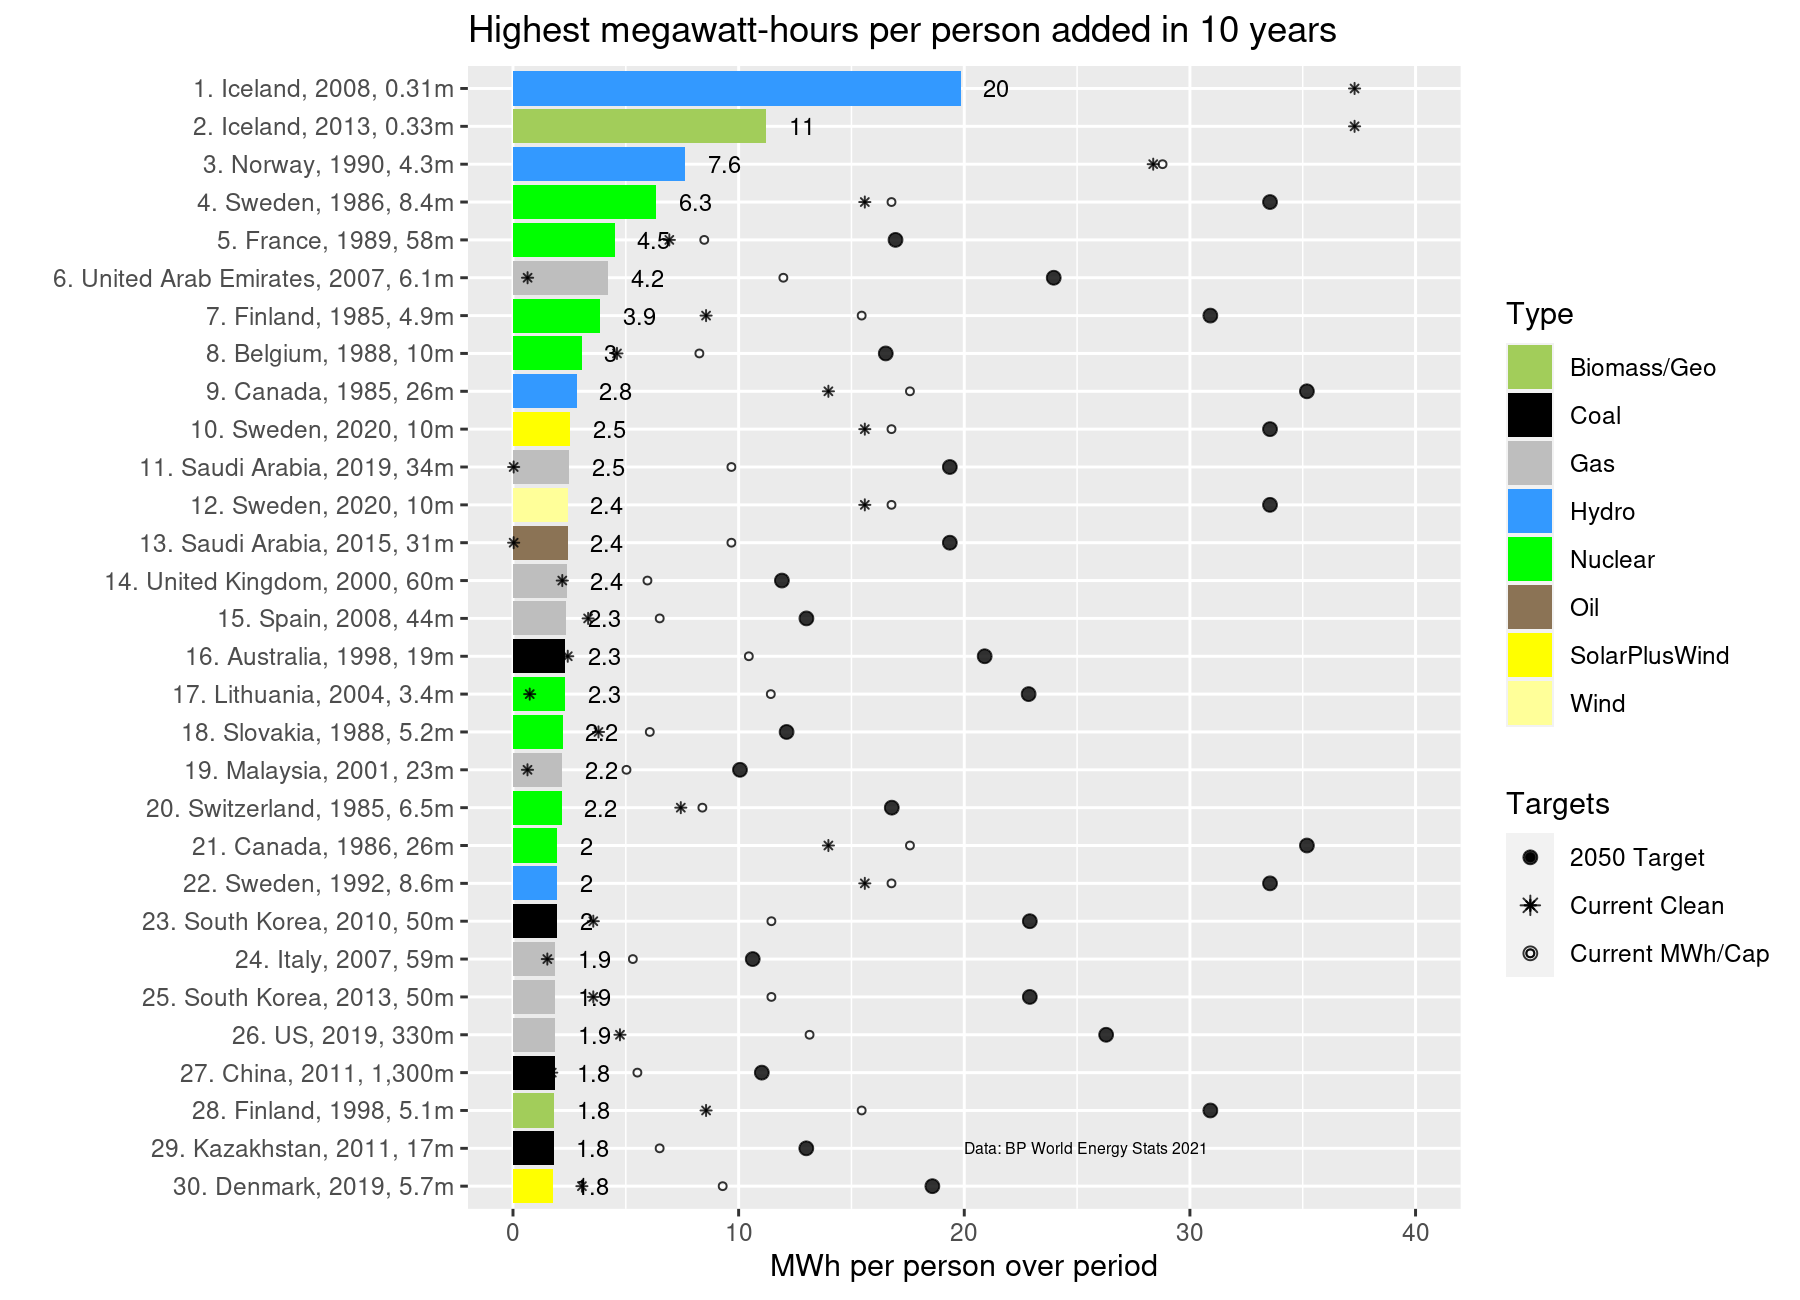 Highest megawatt-hours per person added in 10 years
1. Iceland, 2008, 0.31m
20
2. Iceland, 2013, 0.33m
11
3. Norway, 1990, 4.3m
7.6
4. Sweden, 1986, 8.4m
6.3
5. France, 1989, 58m
4.5
6. United Arab Emirates, 2007, 6.1m
4.2
7. Finland, 1985, 4.9m
3.9
8. Belgium, 1988, 10m
3
9. Canada, 1985, 26m
2.8
10. Sweden, 2020, 10m
2.5
11. Saudi Arabia, 2019, 34m
2.5
12. Sweden, 2020, 10m
2.4
13. Saudi Arabia, 2015, 31m
2.4
14. United Kingdom, 2000, 60m
2.4
15. Spain, 2008, 44m
2.3
16. Australia, 1998, 19m
2.3
17. Lithuania, 2004, 3.4m
2.3
18. Slovakia, 1988, 5.2m
2.2
19. Malaysia, 2001, 23m
2.2
20. Switzerland, 1985, 6.5m
2.2
21. Canada, 1986, 26m
2
22. Sweden, 1992, 8.6m
2
23. South Korea, 2010, 50m
2
24. Italy, 2007, 59m
1.9
25. South Korea, 2013, 50m
1.9
26. US, 2019, 330m
1.9
27. China, 2011, 1,300m
1.8
28. Finland, 1998, 5.1m
1.8
29. Kazakhstan, 2011, 17m
1.8
Data: BP World Energy Stats 2021
30. Denmark, 2019, 5.7m
1.8
0 10 20 30 40
MWh per person over period
Type
Biomass/Geo
Coal
Gas
Hydro
Nuclear
Oil
SolarPlusWind
Wind
Targets
2050 Target
Current Clean
Current MWh/Cap